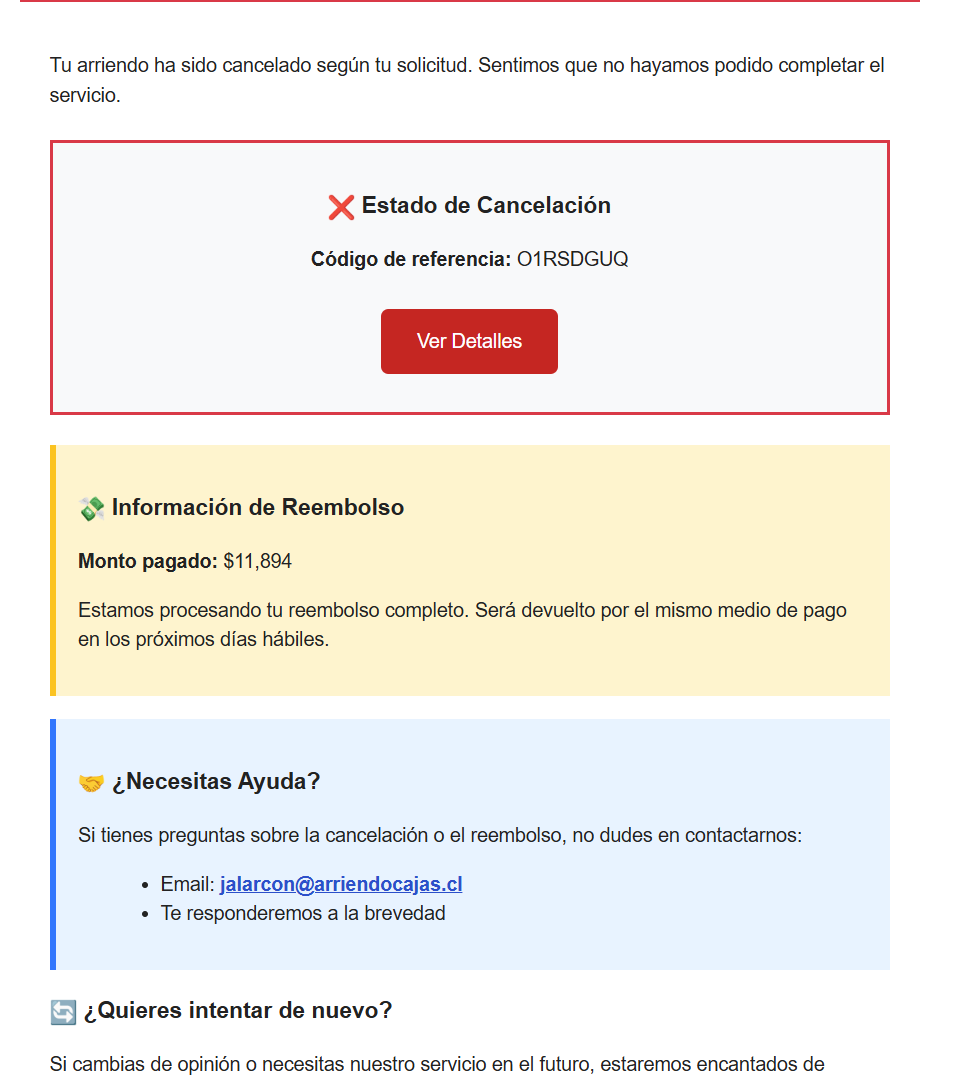 Tu arriendo ha sido cancelado según tu solicitud. Sentimos que no hayamos podido completar el
servicio.
❌ Estado de Cancelación
Código de referencia: O1RSDGUQ
Ver Detalles
💸 Información de Reembolso
Monto pagado: $11,894
Estamos procesando tu reembolso completo. Será devuelto por el mismo medio de pago
en los próximos días hábiles.
🤝 ¿Necesitas Ayuda?
Si tienes preguntas sobre la cancelación o el reembolso, no dudes en contactarnos:
• Email: jalarcon@arriendocajas.cl
• Te responderemos a la brevedad
🔄 ¿Quieres intentar de nuevo?
Si cambias de opinión o necesitas nuestro servicio en el futuro, estaremos encantados de